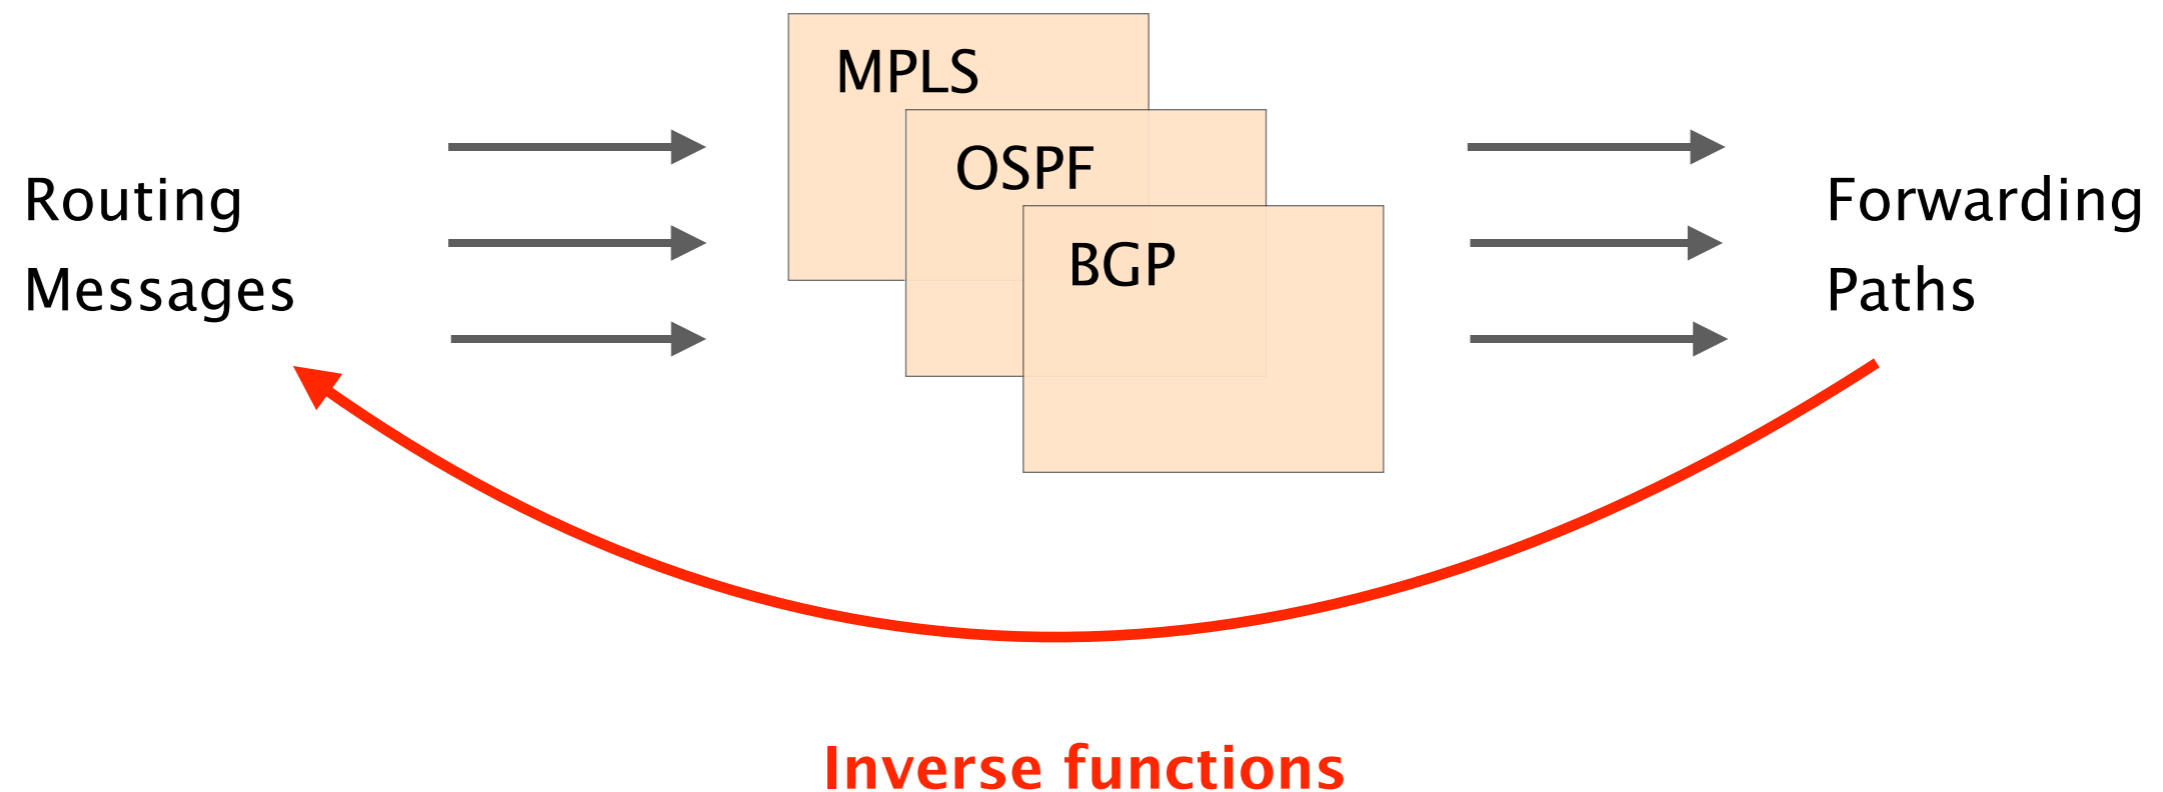 Routing
Messages
MPLS
OSPF
BGP
Forwarding
Paths
Inverse functions